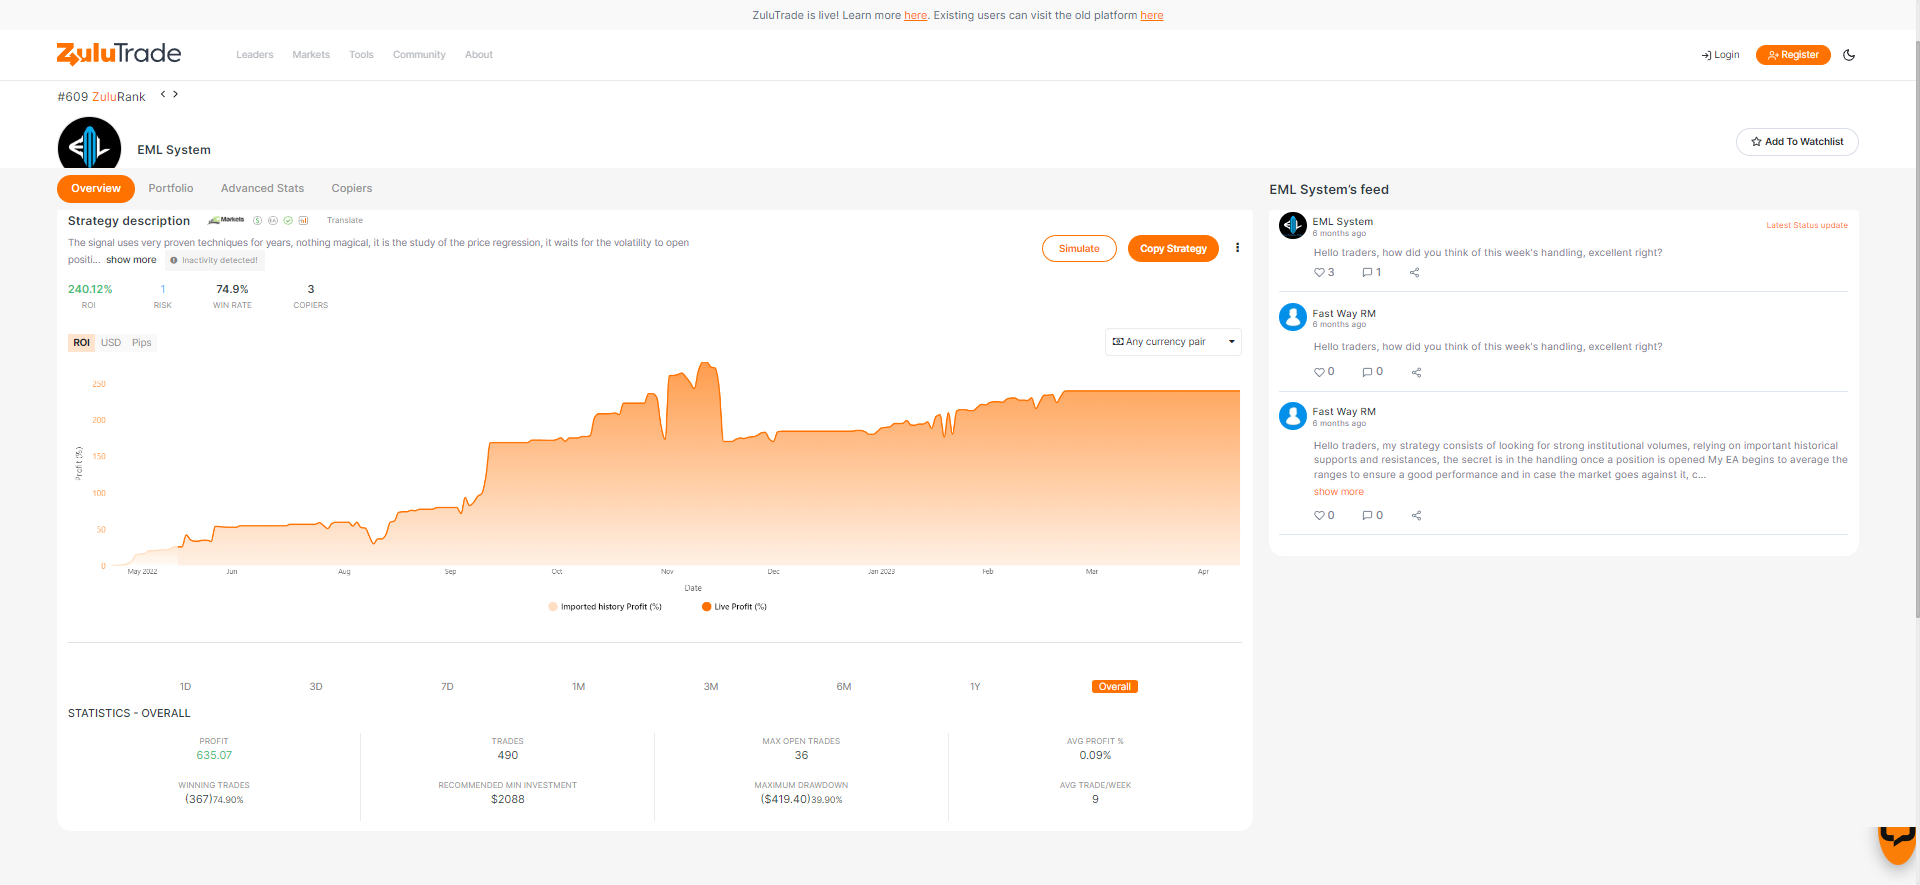 ZuluTrade is live! Learn more here. Existing users can visit the old platform here
ZuluTrade
Leaders
Markets
Tools
Community
About
Login
Register
#609 ZuluRank
EML System
Add To Watchlist
Overview
Portfolio
Advanced Stats
Copiers
Strategy description
Markets
Translate
The signal uses very proven techniques for years, nothing magical, it is the study of the price regression, it waits for the volatility to open
positi... show more
Inactivity detected!
Simulate
Copy Strategy
240.12%
ROI
1
RISK
74.9%
WIN RATE
3
COPIERS
ROI
USD
Pips
Any currency pair
250
200
150
100
50
0
Profit (%)
May 2022
Jun
Aug
Sep
Oct
Nov
Dec
Jan 2023
Feb
Mar
Apr
Date
Imported history Profit (%)
Live Profit (%)
1D
3D
7D
1M
3M
6M
1Y
Overall
STATISTICS - OVERALL
PROFIT
635.07
TRADES
490
MAX OPEN TRADES
36
AVG PROFIT %
0.09%
WINNING TRADES
(367)74.90%
RECOMMENDED MIN INVESTMENT
$2088
MAXIMUM DRAWDOWN
($419.40)39.90%
AVG TRADE/WEEK
9
EML System's feed
EML System
6 months ago
Latest Status update
Hello traders, how did you think of this week's handling, excellent right?
3
1
Fast Way RM
6 months ago
Hello traders, how did you think of this week's handling, excellent right?
0
0
Fast Way RM
6 months ago
Hello traders, my strategy consists of looking for strong institutional volumes, relying on important historical
supports and resistances, the secret is in the handling once a position is opened My EA begins to average the
ranges to ensure a good performance and in case the market goes against it, c...
show more
0
0